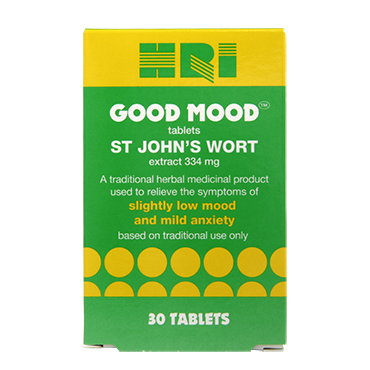 HRI
GOOD MOOD™
tablets
ST JOHN'S WORT
extract 334 mg
A traditional herbal medicinal product
used to relieve the symptoms of
slightly low mood
and mild anxiety
based on traditional use only
30 TABLETS